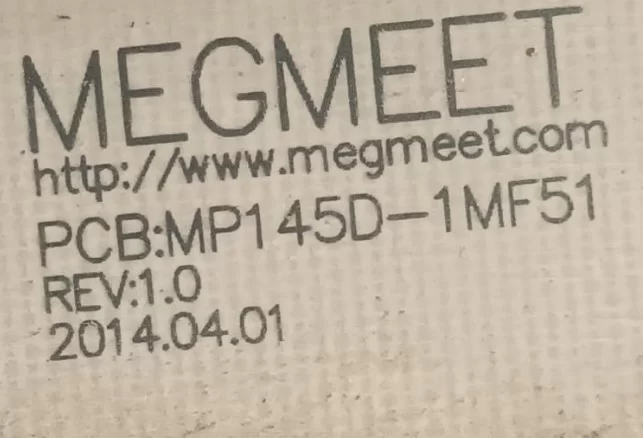 MEGMEET
http://www.megmeet.com
PCB:MP145D-1MF51
REV:1.0
2014.04.01